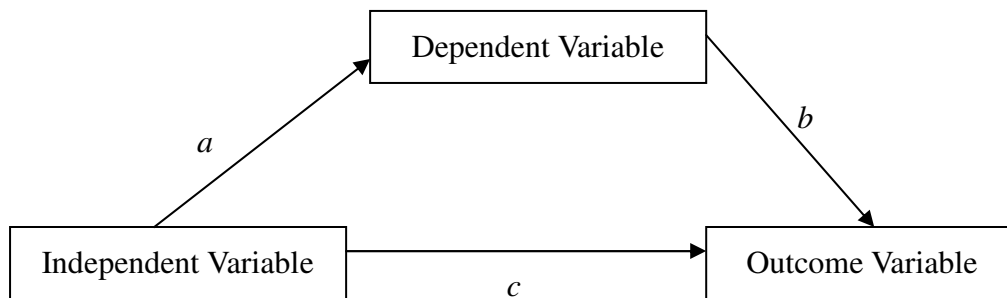 Dependent Variable
a
b
Independent Variable
Outcome Variable
c